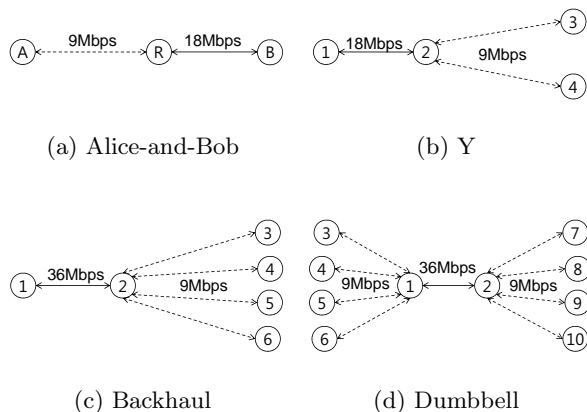 9Mbps 18Mbps
A R B
(a) Alice-and-Bob
3
18Mbps
1 2 9Mbps
4
(b) Y
3
36Mbps 4
1 2 9Mbps
5
6
(c) Backhaul
3 7
4 36Mbps 8
9Mbps 1 2 9Mbps
5 9
6 10
(d) Dumbbell